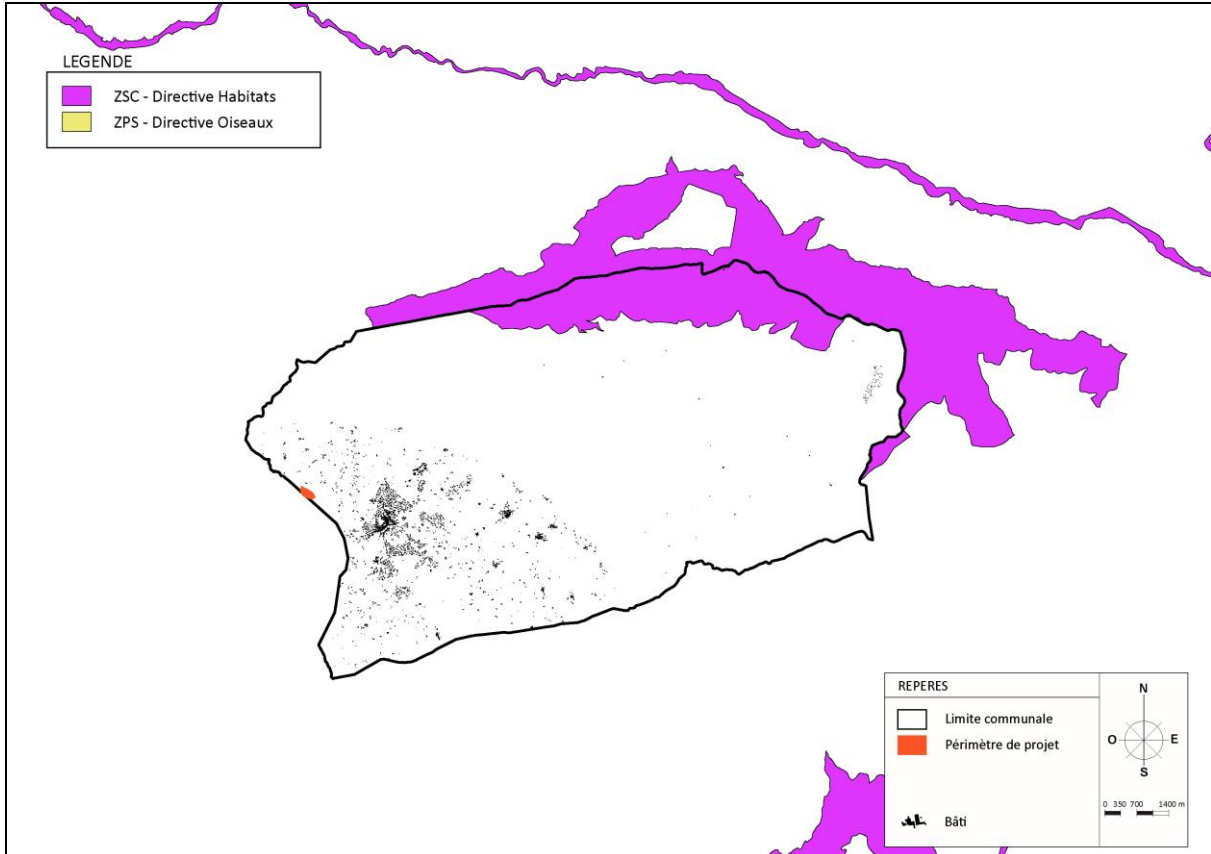 LEGENDE
ZSC - Directive Habitats
ZPS - Directive Oiseaux
REPERES
Limite communale
Périmètre de projet
Bâti
N
O
E
S
0 350 700 1400 m